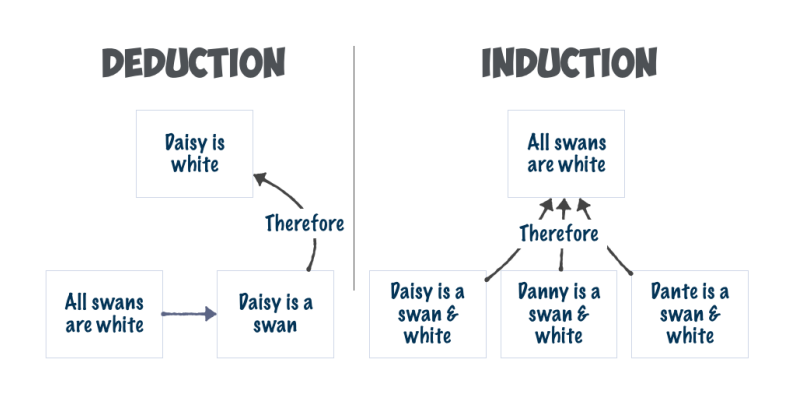 DEDUCTION
Daisy is
white
Therefore
All swans
are white
Daisy is a
swan
INDUCTION
All swans
are white
Therefore
Daisy is a
swan &
white
Danny is a
swan &
white
Dante is a
swan &
white